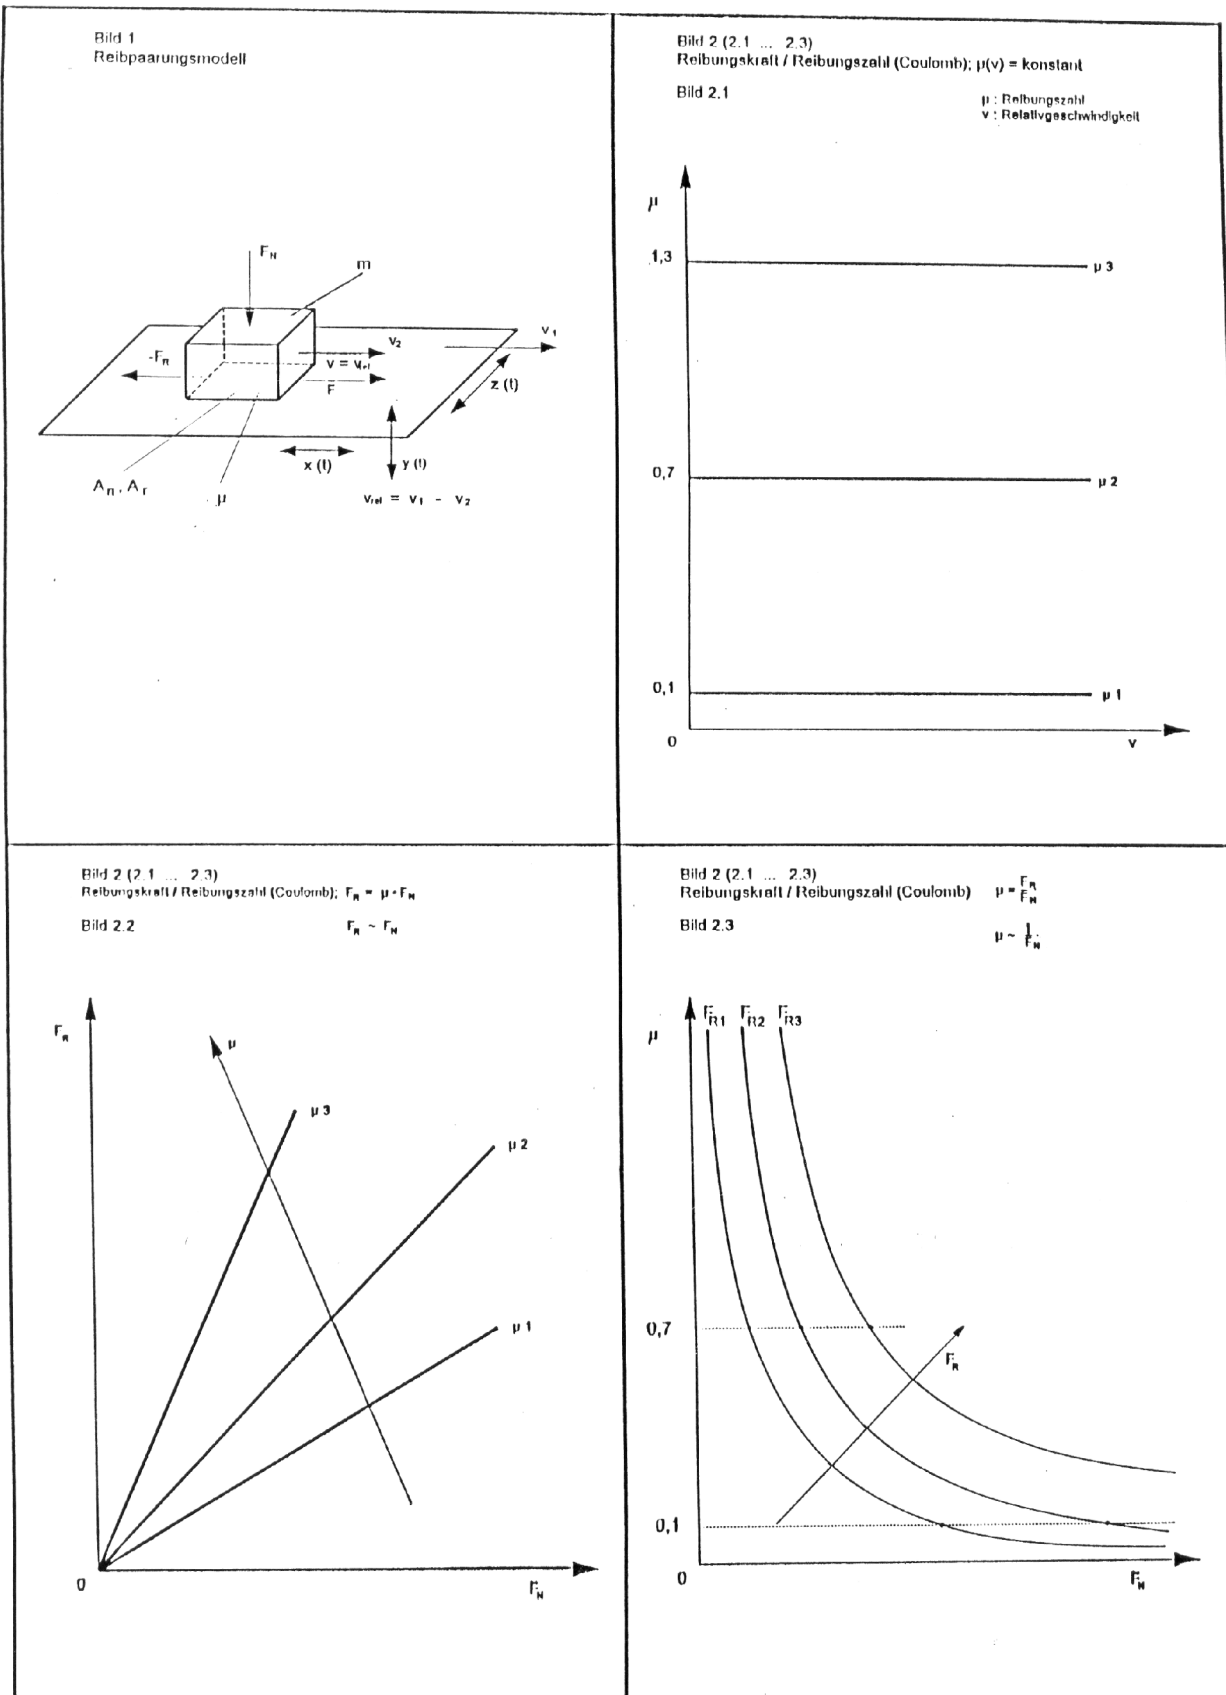 Bild 1
Reibpaarungsmodell
F_N
m
v_1
v_2
-F_R
v = v_rel
F
z (t)
x (t)
y (t)
A_n, A_r
μ
v_rel = v_1 - v_2
Bild 2 (2.1 ... 2.3)
Reibungskraft / Reibungszahl (Coulomb); μ(v) = konstant
Bild 2.1
μ : Reibungszahl
v : Relativgeschwindigkeit
μ
1,3
μ 3
0,7
μ 2
0,1
μ 1
0
v
Bild 2 (2.1 ... 2.3)
Reibungskraft / Reibungszahl (Coulomb); F_R = μ · F_N
Bild 2.2
F_R ~ F_N
F_R
μ
μ 3
μ 2
μ 1
0
F_N
Bild 2 (2.1 ... 2.3)
Reibungskraft / Reibungszahl (Coulomb) μ = F_R / F_N
Bild 2.3
μ ~ 1 / F_N
μ
F_R1 F_R2 F_R3
0,7
F_R
0,1
0
F_N